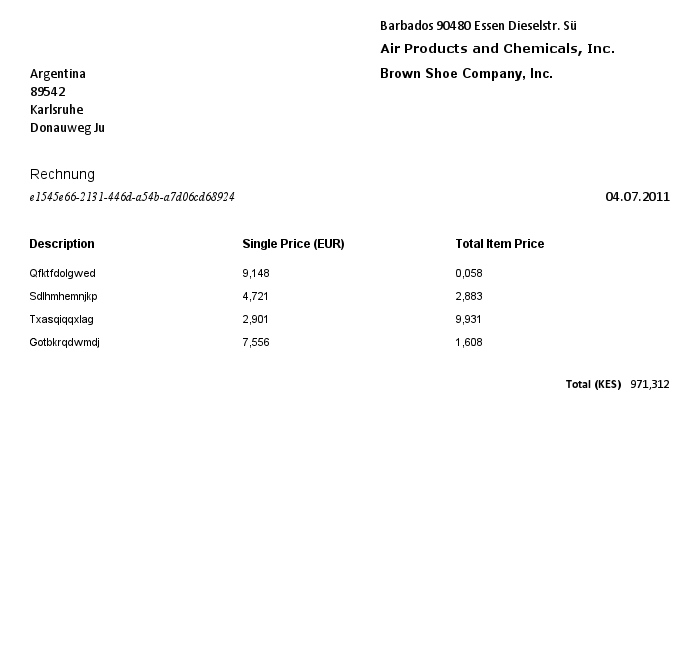 Barbados 90480 Essen Dieselstr. Sü
Air Products and Chemicals, Inc.
Brown Shoe Company, Inc.
Argentina
89542
Karlsruhe
Donauweg Ju
Rechnung
e1545e66-2131-446d-a54b-a7d06cd68924 04.07.2011
Description Single Price (EUR) Total Item Price
Qfktfdolgwed 9,148 0,058
Sdlhmhemnjkp 4,721 2,883
Txasqiqqxlag 2,901 9,931
Gotbkrqdwmdj 7,556 1,608
Total (KES) 971,312